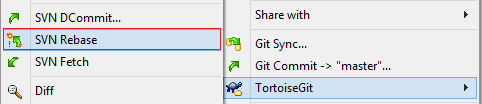 SVN DCommit...
SVN Rebase
SVN Fetch
Diff
Share with
Git Sync...
Git Commit -> "master"...
TortoiseGit